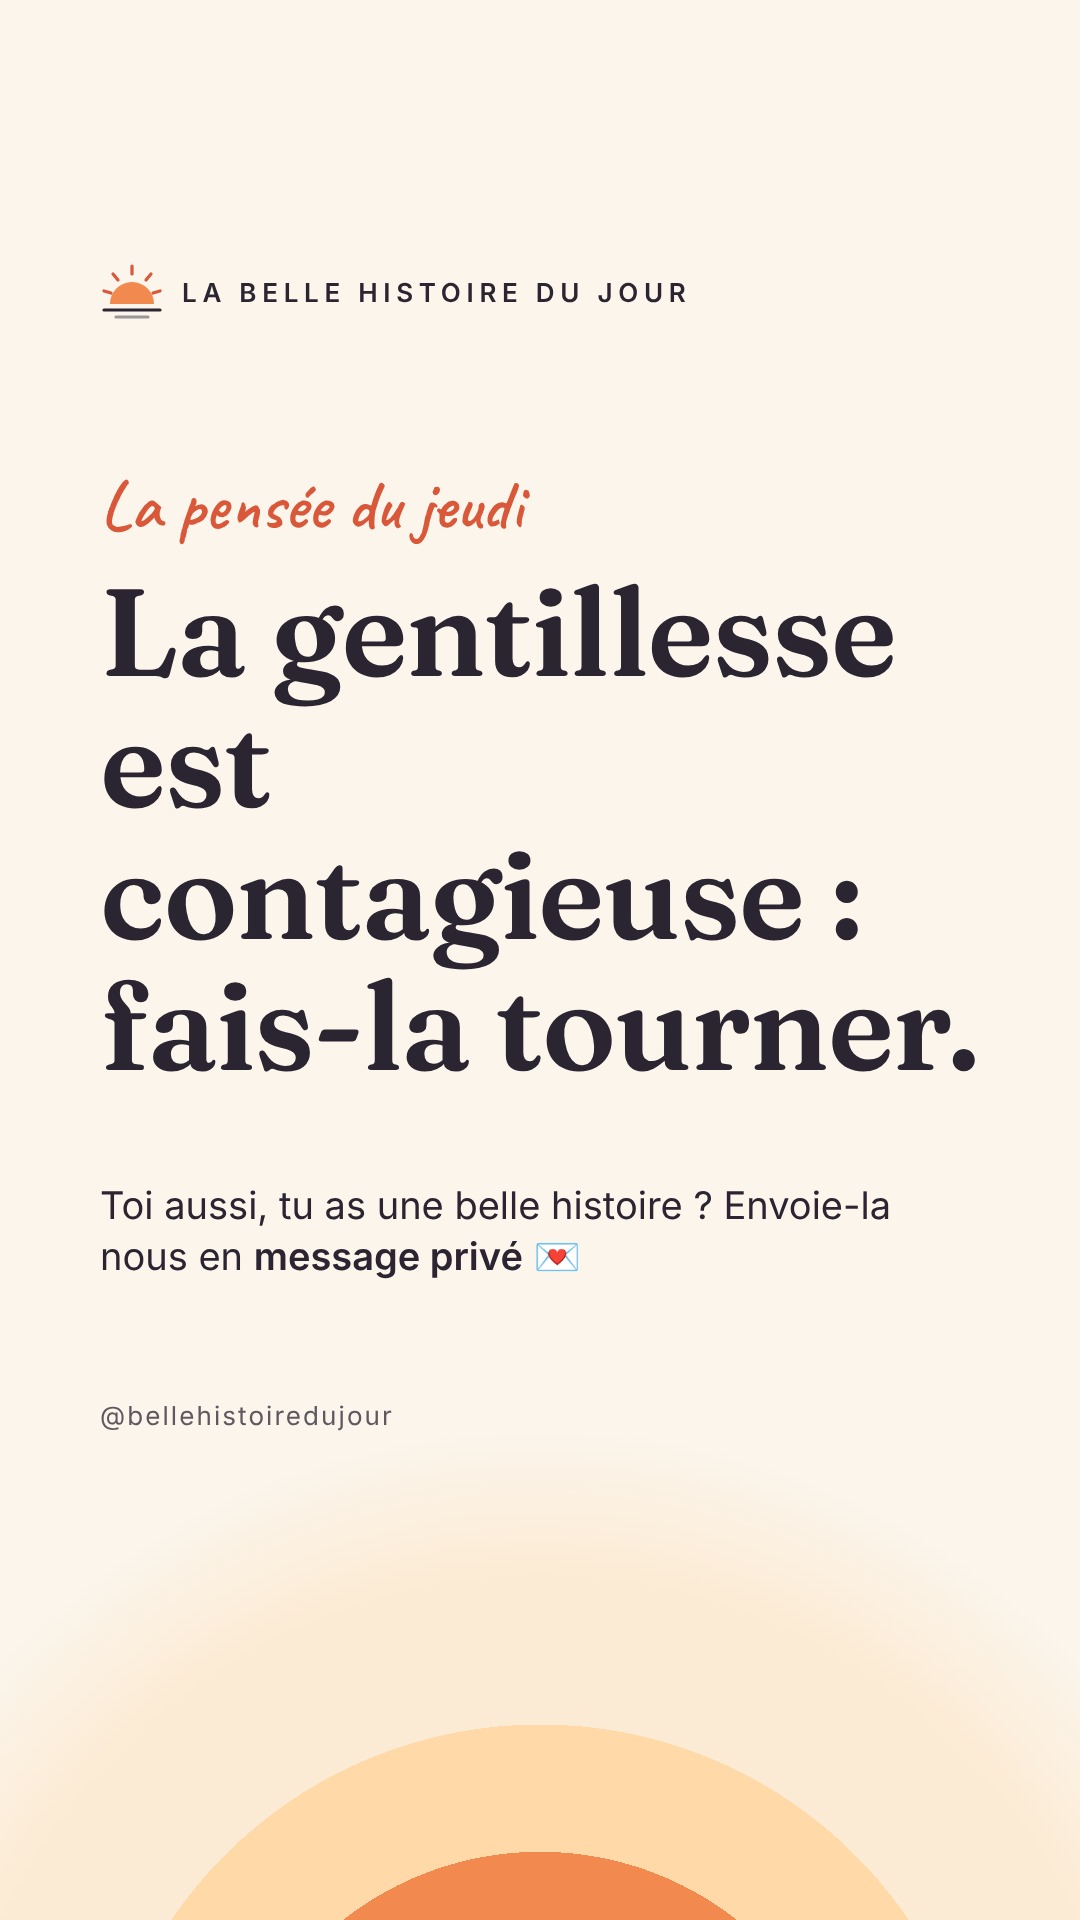 LA BELLE HISTOIRE DU JOUR
La pensée du jeudi
La gentillesse
est
contagieuse :
fais-la tourner.
Toi aussi, tu as une belle histoire ? Envoie-la
nous en message privé 💌
@bellehistoiredujour